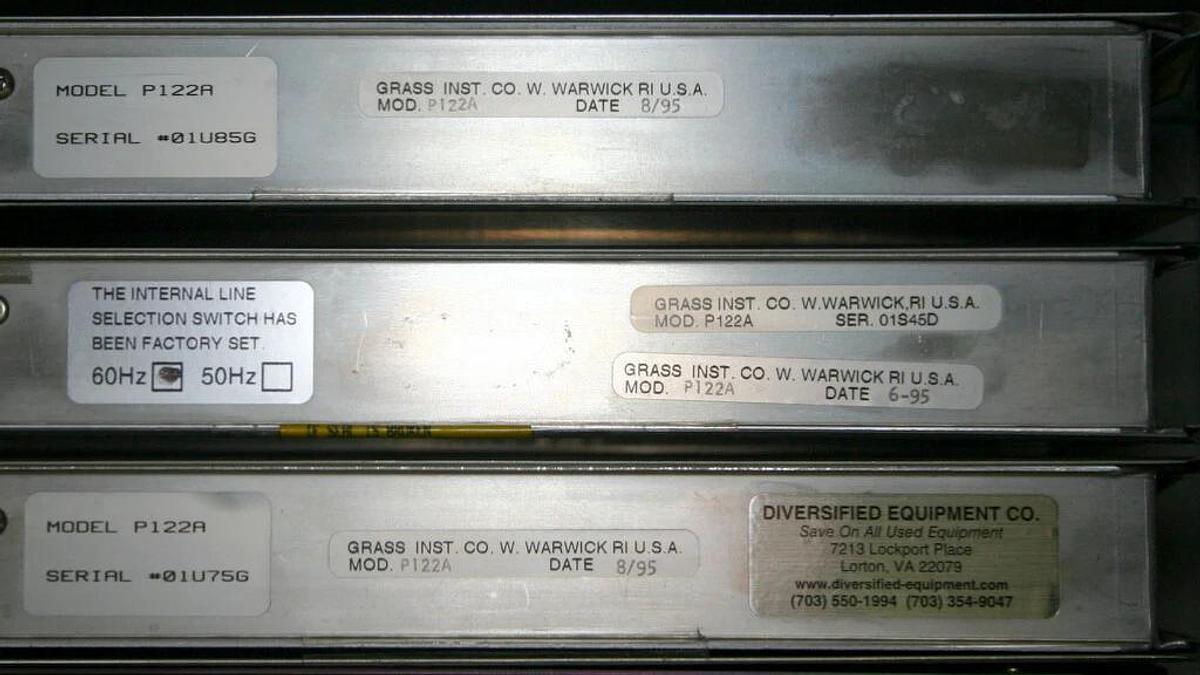 MODEL P122A
SERIAL #01U85G
GRASS INST. CO. W. WARWICK RI U.S.A.
MOD. P122A DATE 8/95
THE INTERNAL LINE
SELECTION SWITCH HAS
BEEN FACTORY SET.
60Hz 50Hz
GRASS INST. CO. W.WARWICK,RI U.S.A.
MOD. P122A SER. 01S45D
GRASS INST. CO. W. WARWICK RI U.S.A.
MOD. P122A DATE 6-95
IF SEAL IS BROKEN
MODEL P122A
SERIAL #01U75G
GRASS INST. CO. W. WARWICK RI U.S.A.
MOD. P122A DATE 8/95
DIVERSIFIED EQUIPMENT CO.
Save On All Used Equipment
7213 Lockport Place
Lorton, VA 22079
www.diversified-equipment.com
(703) 550-1994 (703) 354-9047